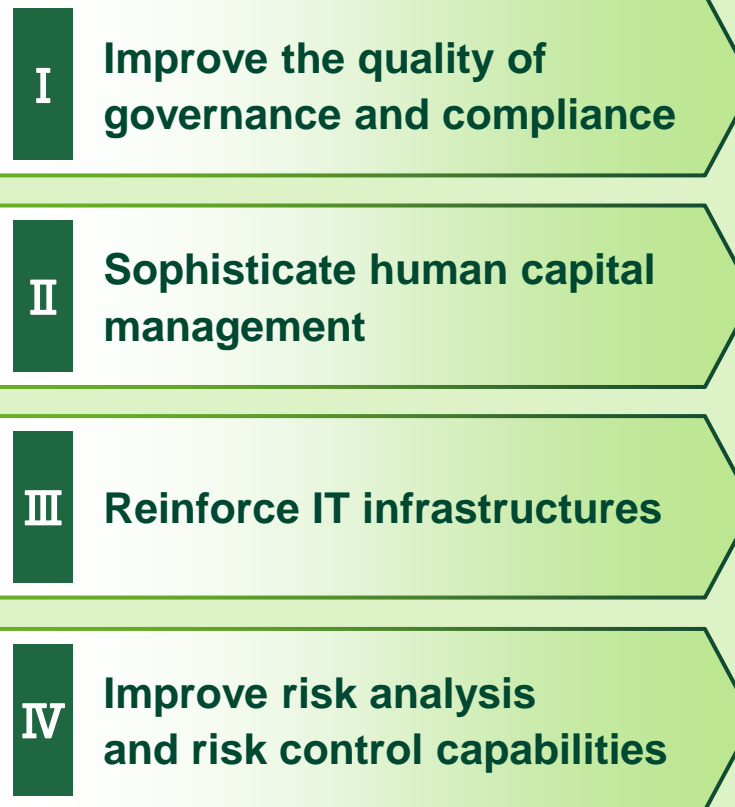 Ⅰ
Improve the quality of
governance and compliance
Ⅱ
Sophisticate human capital
management
Ⅲ
Reinforce IT infrastructures
Ⅳ
Improve risk analysis
and risk control capabilities